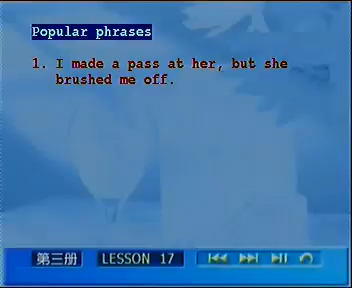 Popular phrases
1. I made a pass at her, but she
brushed me off.
第三册 LESSON 17